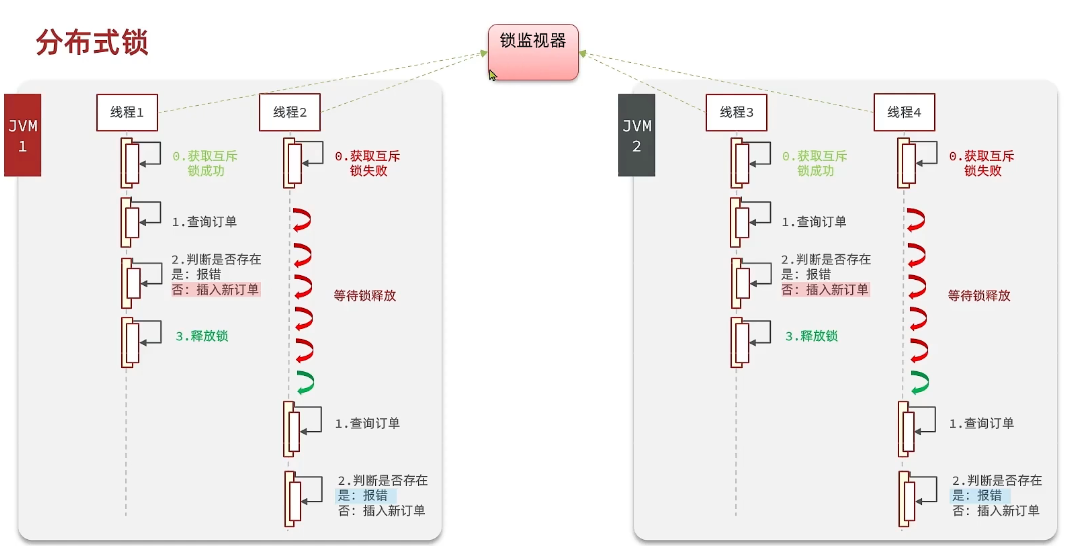 分布式锁
锁监视器
JVM
1
线程1
线程2
0.获取互斥
锁成功
0.获取互斥
锁失败
1.查询订单
2.判断是否存在
是：报错
否：插入新订单
等待锁释放
3.释放锁
1.查询订单
2.判断是否存在
是：报错
否：插入新订单
JVM
2
线程3
线程4
0.获取互斥
锁成功
0.获取互斥
锁失败
1.查询订单
2.判断是否存在
是：报错
否：插入新订单
等待锁释放
3.释放锁
1.查询订单
2.判断是否存在
是：报错
否：插入新订单